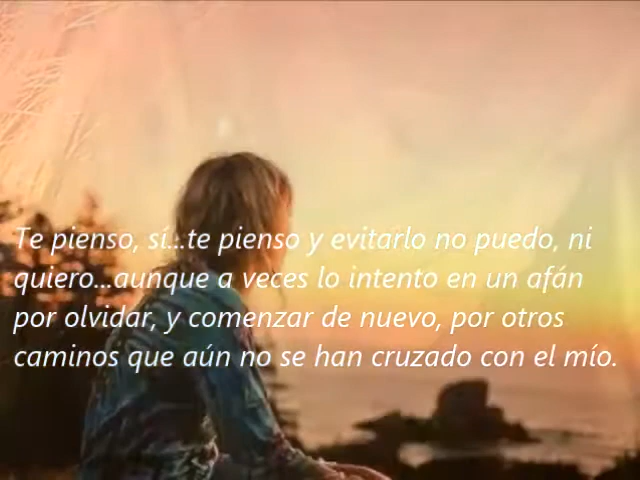 Te pienso, sí...te pienso y evitarlo no puedo, ni
quiero...aunque a veces lo intento en un afán
por olvidar, y comenzar de nuevo, por otros
caminos que aún no se han cruzado con el mío.